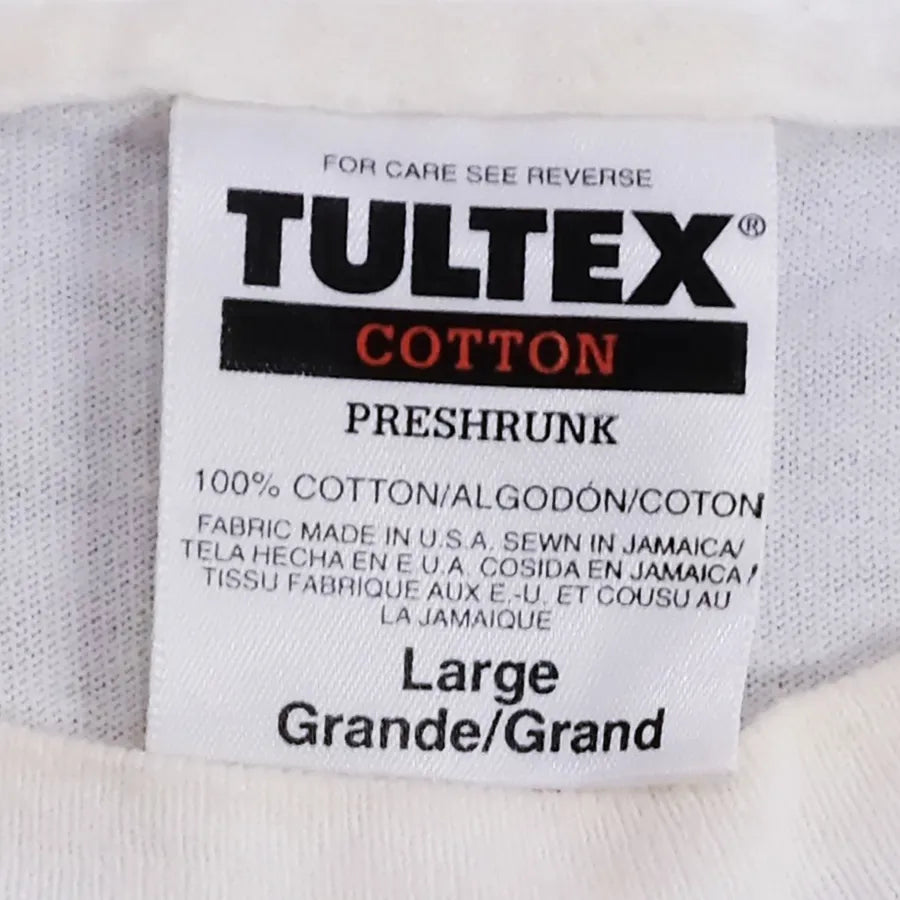 FOR CARE SEE REVERSE
TULTEX®
COTTON
PRESHRUNK
100% COTTON/ALGODÓN/COTON
FABRIC MADE IN U.S.A. SEWN IN JAMAICA/
TELA HECHA EN E.U.A. COSIDA EN JAMAICA/
TISSU FABRIQUE AUX E.-U. ET COUSU AU
LA JAMAIQUE
Large
Grande/Grand